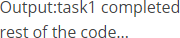 Output:task1 completed
rest of the code...